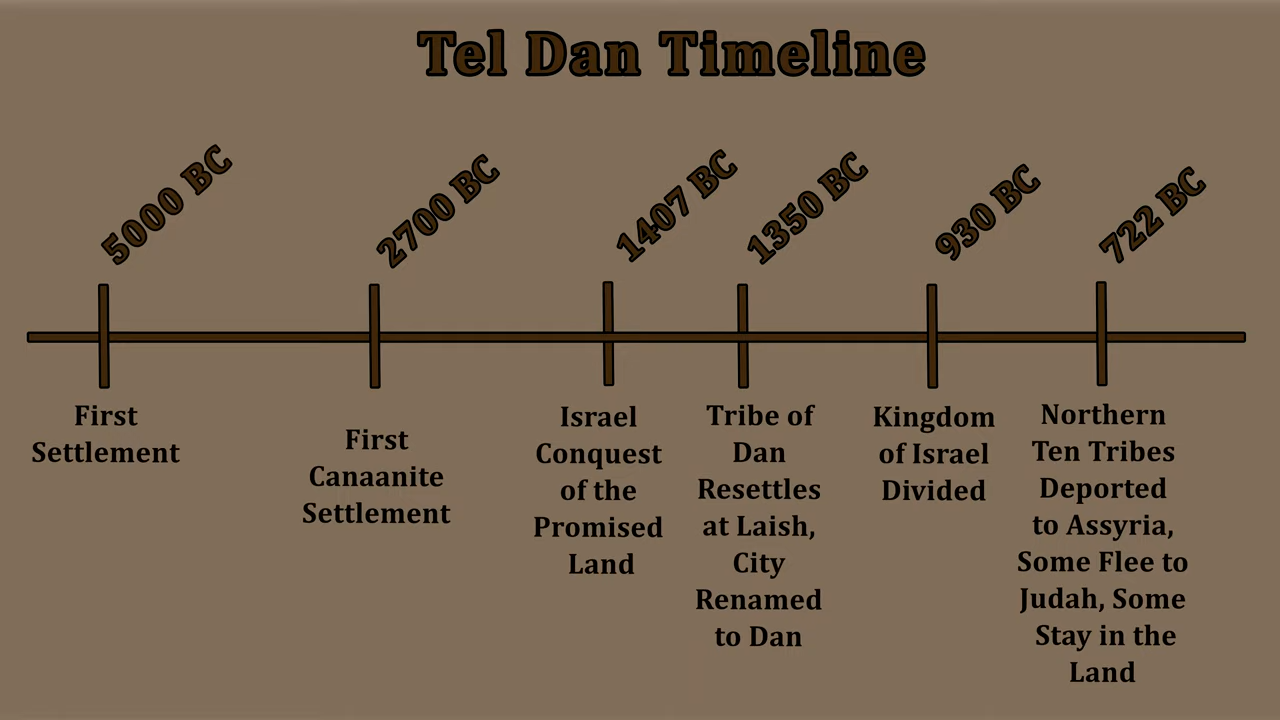 Tel Dan Timeline
5000 BC
2700 BC
1407 BC
1350 BC
930 BC
722 BC
First
Settlement
First
Canaanite
Settlement
Israel
Conquest
of the
Promised
Land
Tribe of
Dan
Resettles
at Laish,
City
Renamed
to Dan
Kingdom
of Israel
Divided
Northern
Ten Tribes
Deported
to Assyria,
Some Flee to
Judah, Some
Stay in the
Land